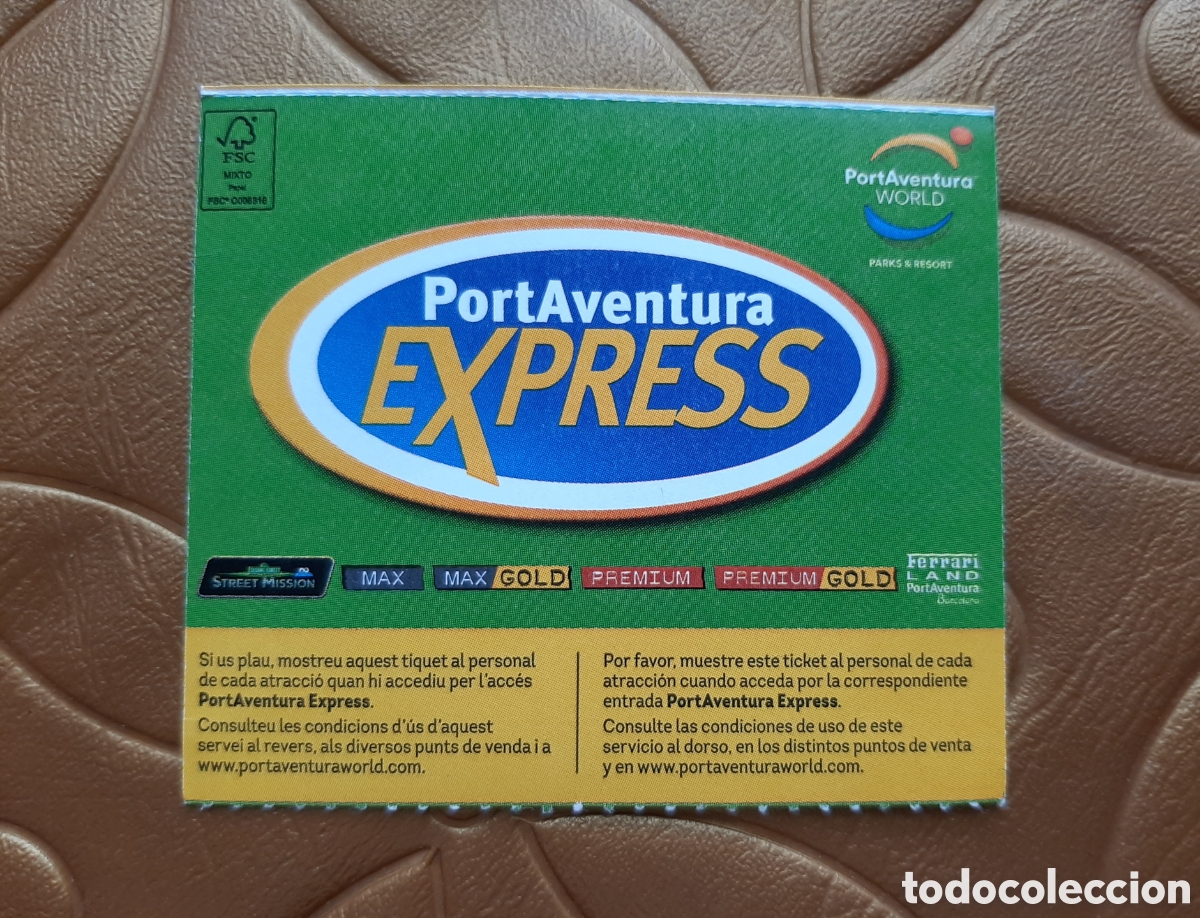 FSC
MIXTO
Papel
PortAventura
WORLD
PARKS & RESORT
PortAventura
EXPRESS
STREET MISSION
MAX
MAX GOLD
PREMIUM
PREMIUM GOLD
Ferrari
LAND
PortAventura
Barcelona
Si us plau, mostreu aquest tiquet al personal
de cada atracció quan hi accediu per l'accés
PortAventura Express.
Consulteu les condicions d'ús d'aquest
servei al revers, als diversos punts de venda i a
www.portaventuraworld.com.
Por favor, muestre este ticket al personal de cada
atracción cuando acceda por la correspondiente
entrada PortAventura Express.
Consulte las condiciones de uso de este
servicio al dorso, en los distintos puntos de venta
y en www.portaventuraworld.com.
todocoleccion